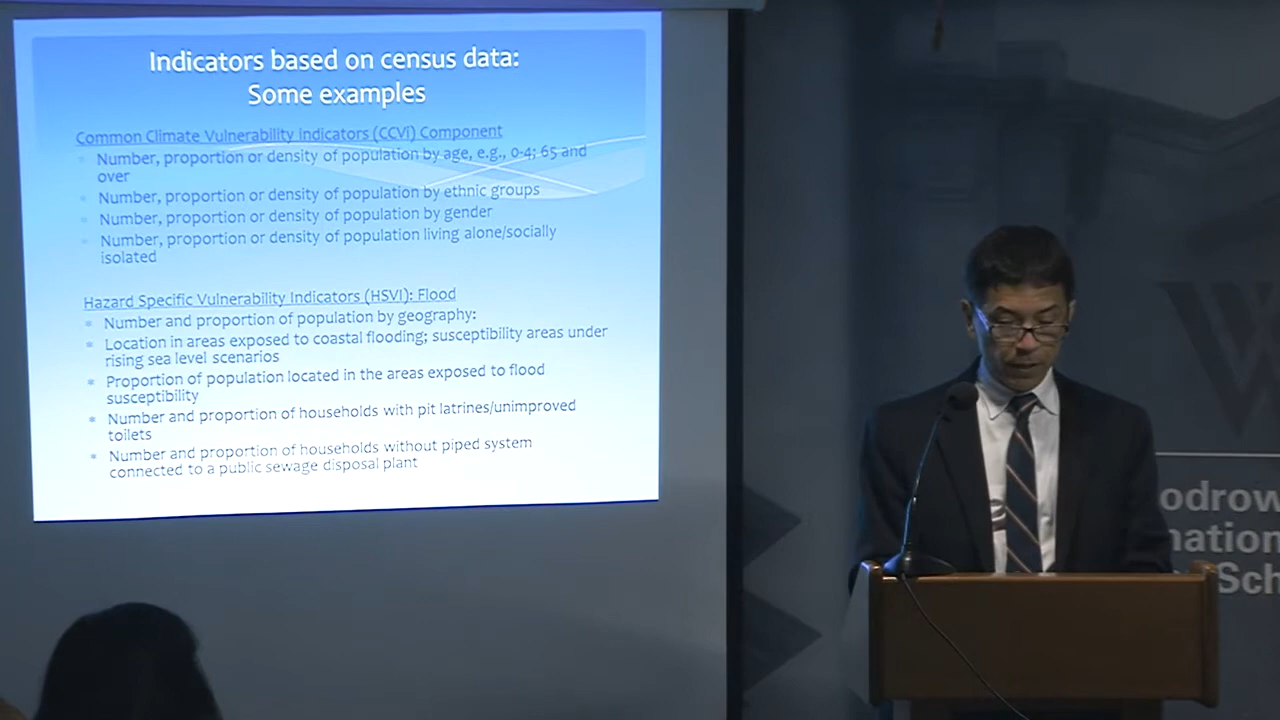 Indicators based on census data:
Some examples
Common Climate Vulnerability Indicators (CCVI) Component
Number, proportion or density of population by age, e.g., 0-4; 65 and
over
Number, proportion or density of population by ethnic groups
Number, proportion or density of population by gender
Number, proportion or density of population living alone/socially
isolated
Hazard Specific Vulnerability Indicators (HSVI): Flood
Number and proportion of population by geography:
Location in areas exposed to coastal flooding; susceptibility areas under
rising sea level scenarios
Proportion of population located in the areas exposed to flood
susceptibility
Number and proportion of households with pit latrines/unimproved
toilets
Number and proportion of households without piped system
connected to a public sewage disposal plant
W
odrow
nation
Sch